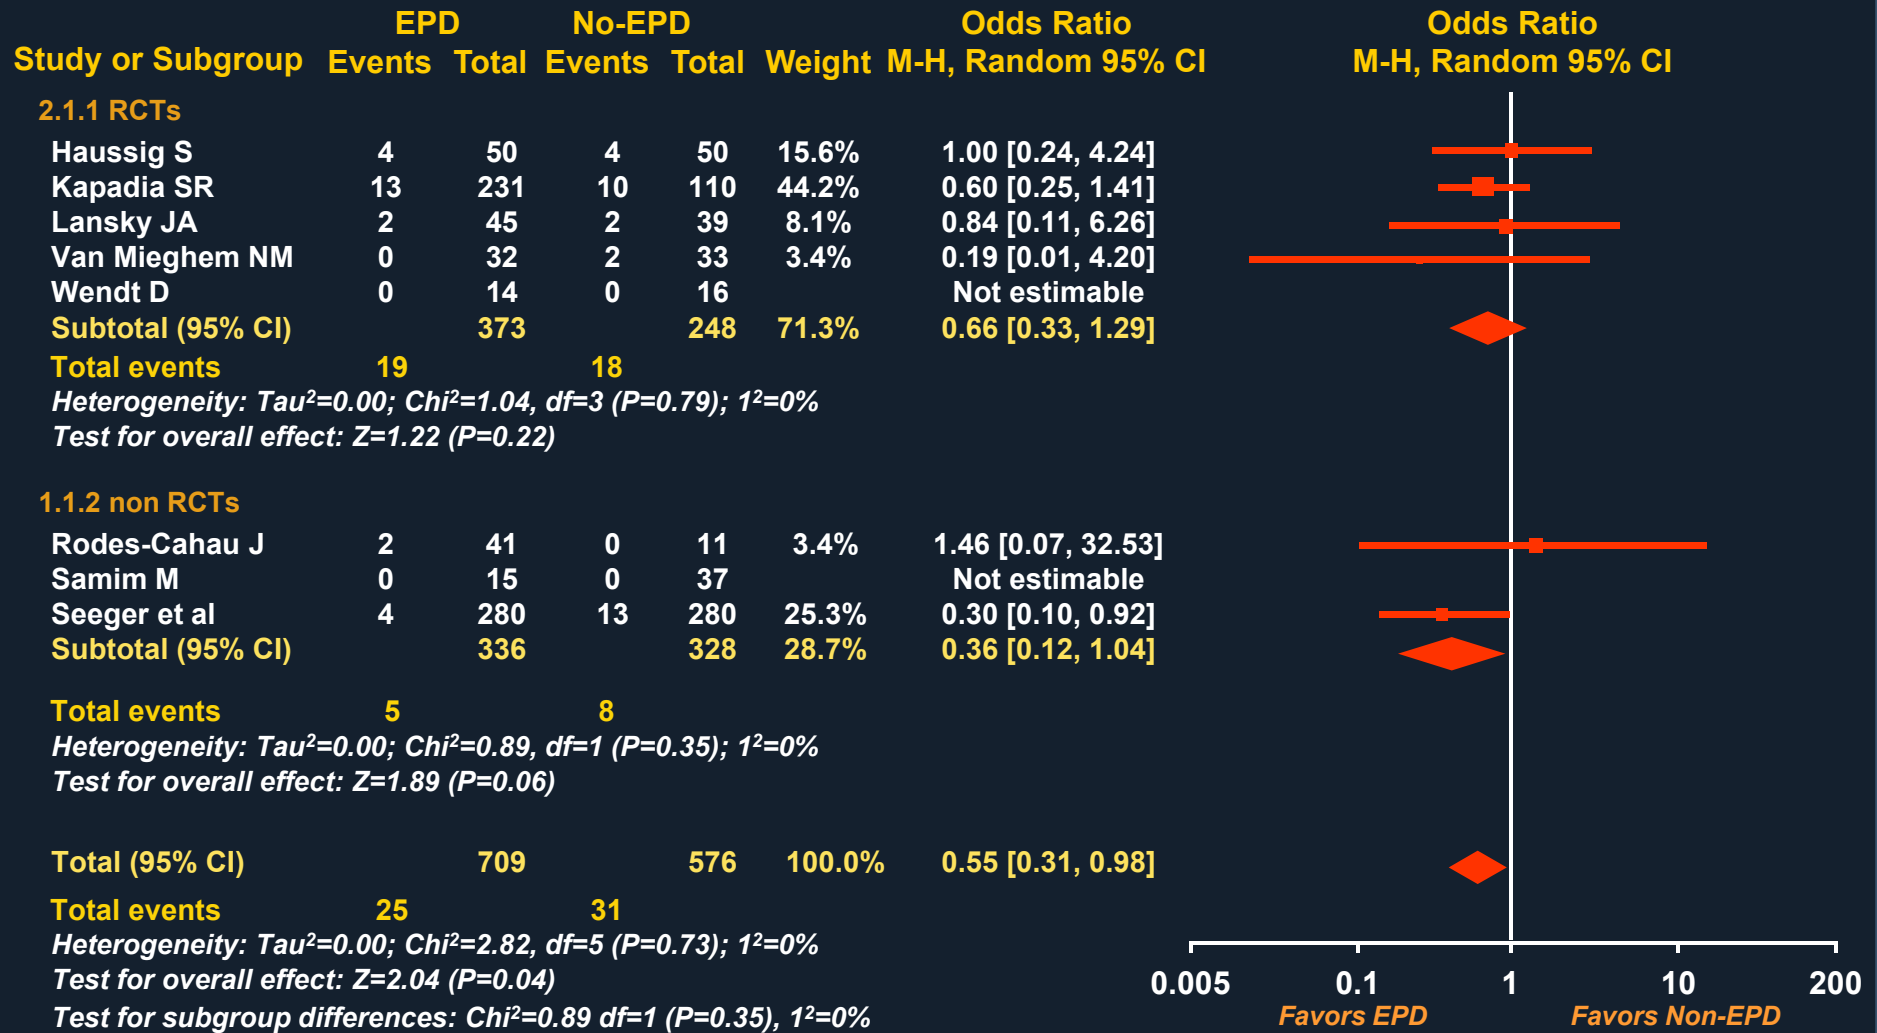 EPD No-EPD Odds Ratio Odds Ratio
Study or Subgroup Events Total Events Total Weight M-H, Random 95% CI M-H, Random 95% CI
2.1.1 RCTs
Haussig S 4 50 4 50 15.6% 1.00 [0.24, 4.24]
Kapadia SR 13 231 10 110 44.2% 0.60 [0.25, 1.41]
Lansky JA 2 45 2 39 8.1% 0.84 [0.11, 6.26]
Van Mieghem NM 0 32 2 33 3.4% 0.19 [0.01, 4.20]
Wendt D 0 14 0 16 Not estimable
Subtotal (95% CI) 373 248 71.3% 0.66 [0.33, 1.29]
Total events 19 18
Heterogeneity: Tau²=0.00; Chi²=1.04, df=3 (P=0.79); 1²=0%
Test for overall effect: Z=1.22 (P=0.22)
1.1.2 non RCTs
Rodes-Cahau J 2 41 0 11 3.4% 1.46 [0.07, 32.53]
Samim M 0 15 0 37 Not estimable
Seeger et al 4 280 13 280 25.3% 0.30 [0.10, 0.92]
Subtotal (95% CI) 336 328 28.7% 0.36 [0.12, 1.04]
Total events 5 8
Heterogeneity: Tau²=0.00; Chi²=0.89, df=1 (P=0.35); 1²=0%
Test for overall effect: Z=1.89 (P=0.06)
Total (95% CI) 709 576 100.0% 0.55 [0.31, 0.98]
Total events 25 31
Heterogeneity: Tau²=0.00; Chi²=2.82, df=5 (P=0.73); 1²=0%
Test for overall effect: Z=2.04 (P=0.04)
Test for subgroup differences: Chi²=0.89 df=1 (P=0.35), 1²=0%
0.005 0.1 1 10 200
Favors EPD Favors Non-EPD